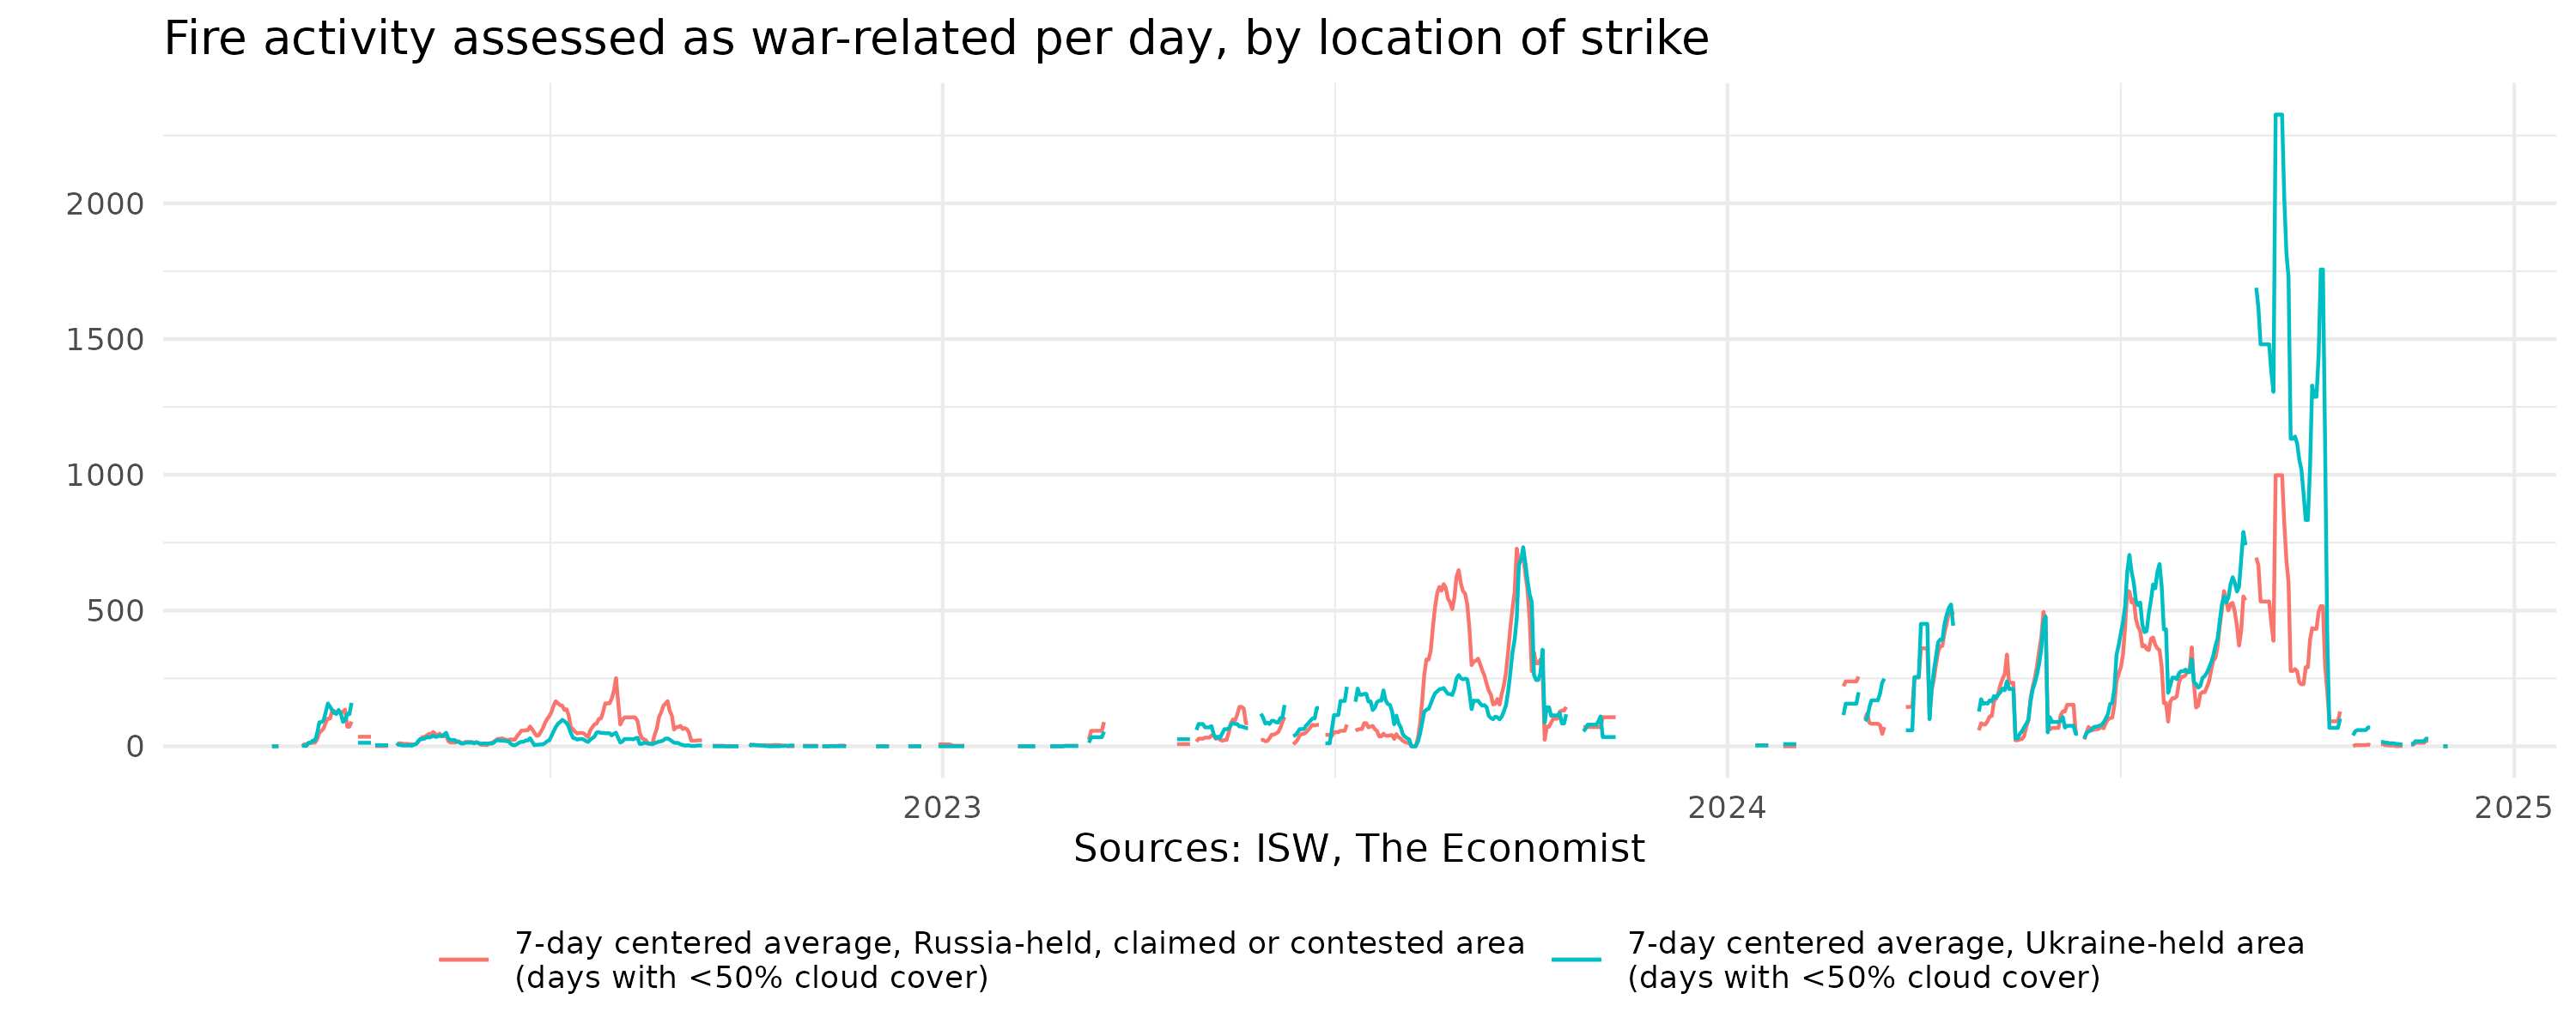 Fire activity assessed as war-related per day, by location of strike
2000
1500
1000
500
0
2023
2024
2025
Sources: ISW, The Economist
7-day centered average, Russia-held, claimed or contested area
(days with <50% cloud cover)
7-day centered average, Ukraine-held area
(days with <50% cloud cover)